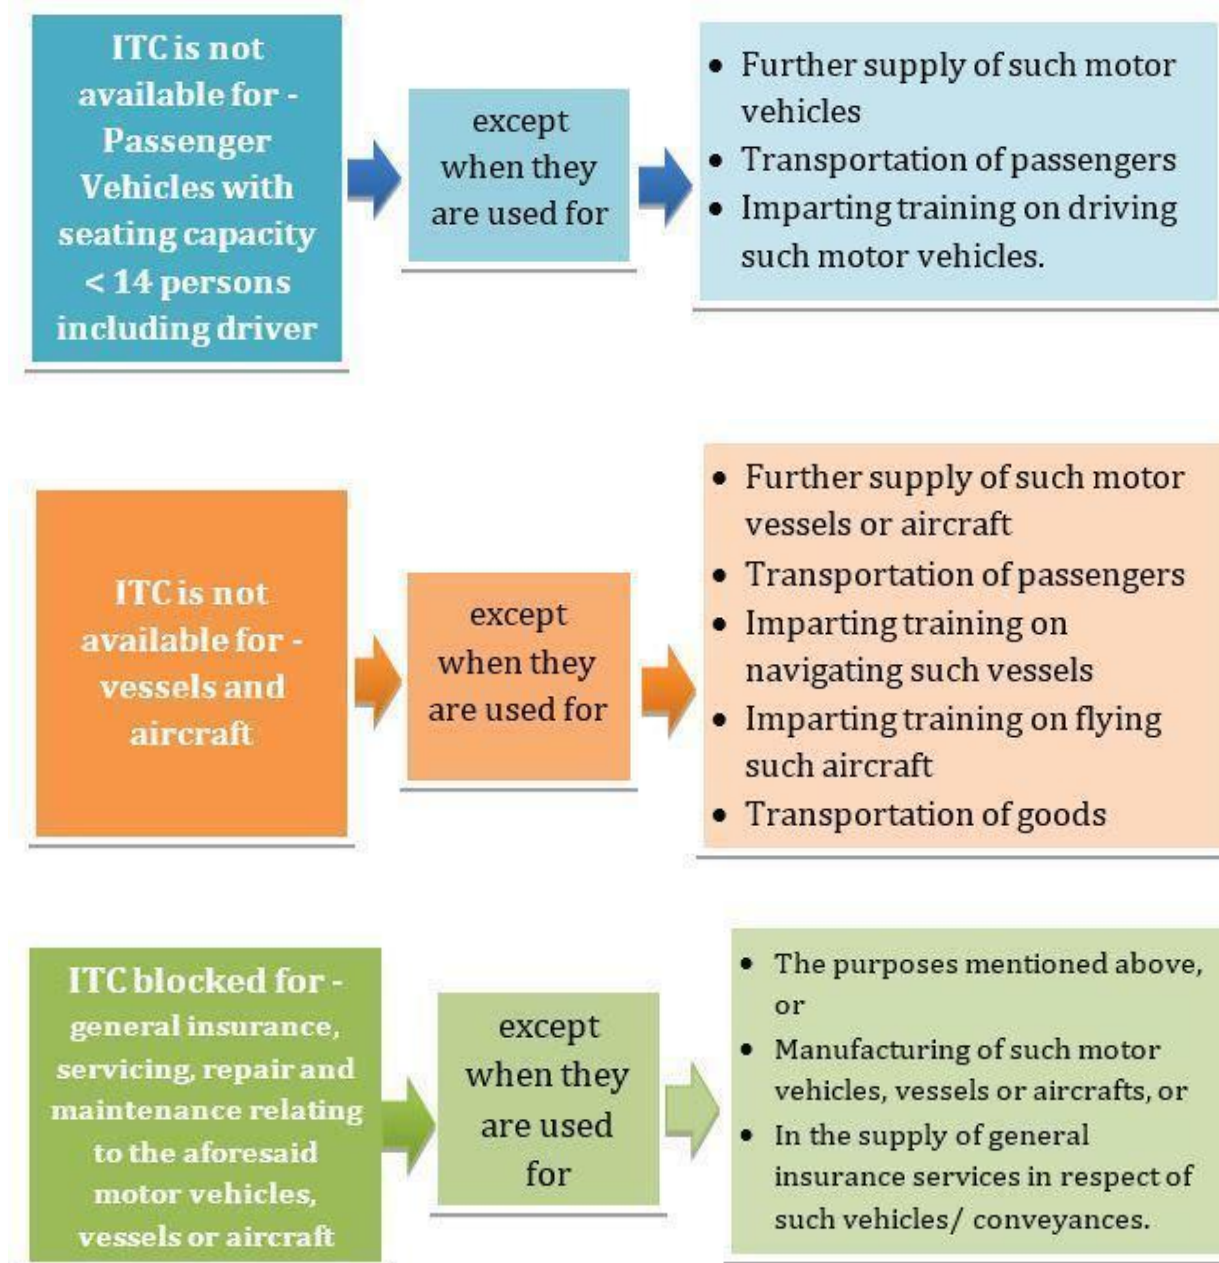 ITC is not
available for -
Passenger
Vehicles with
seating capacity
< 14 persons
including driver
except
when they
are used for
• Further supply of such motor
vehicles
• Transportation of passengers
• Imparting training on driving
such motor vehicles.
ITC is not
available for -
vessels and
aircraft
except
when they
are used for
• Further supply of such motor
vessels or aircraft
• Transportation of passengers
• Imparting training on
navigating such vessels
• Imparting training on flying
such aircraft
• Transportation of goods
ITC blocked for -
general insurance,
servicing, repair and
maintenance relating
to the aforesaid
motor vehicles,
vessels or aircraft
except
when they
are used
for
• The purposes mentioned above,
or
• Manufacturing of such motor
vehicles, vessels or aircrafts, or
• In the supply of general
insurance services in respect of
such vehicles/ conveyances.